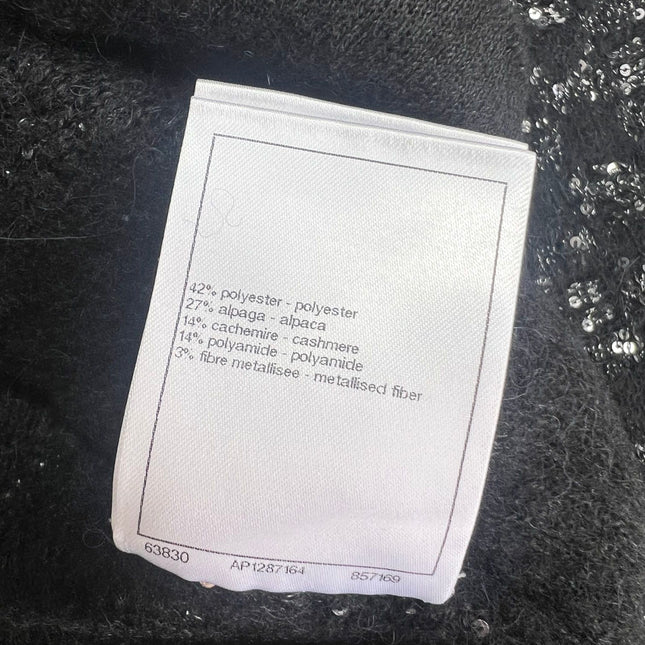 42% polyester - polyester
27% alpaga - alpaca
14% cachemire - cashmere
14% polyamide - polyamide
3% fibre metallisee - metallised fiber
63830 AP1287164 857169